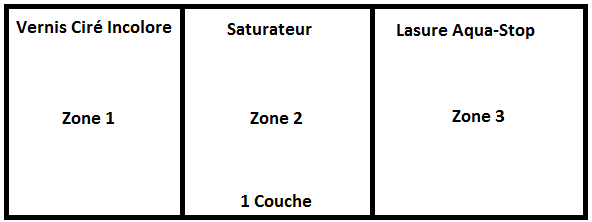 Vernis Ciré Incolore
Zone 1
Saturateur
Zone 2
1 Couche
Lasure Aqua-Stop
Zone 3